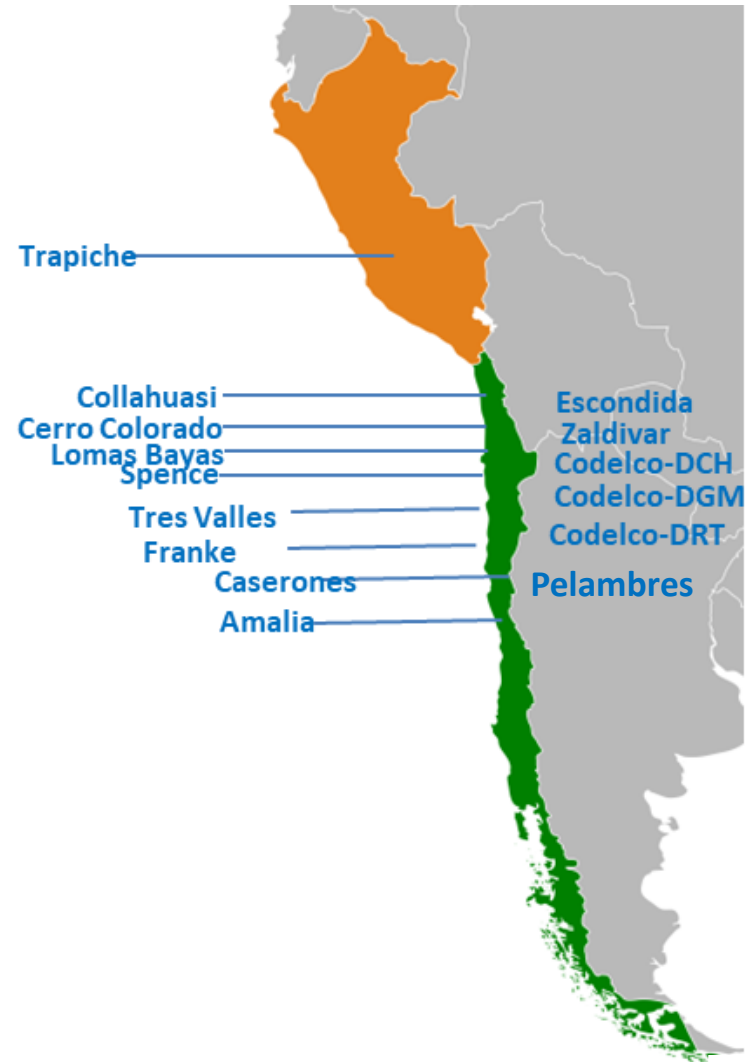 Trapiche
Collahuasi
Cerro Colorado
Lomas Bayas
Spence
Tres Valles
Franke
Caserones
Amalia
Escondida
Zaldivar
Codelco-DCH
Codelco-DGM
Codelco-DRT
Pelambres